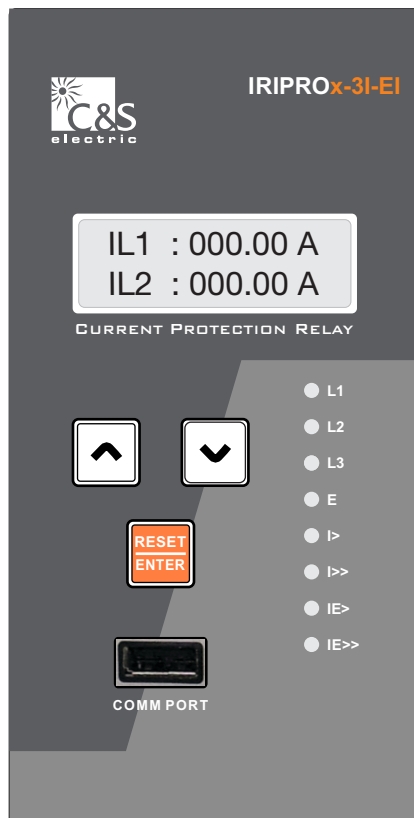 C&S
electric
IRIPROx-3I-EI
IL1 : 000.00 A
IL2 : 000.00 A
CURRENT PROTECTION RELAY
L1
L2
L3
E
I>
I>>
IE>
IE>>
RESET
ENTER
COMM PORT